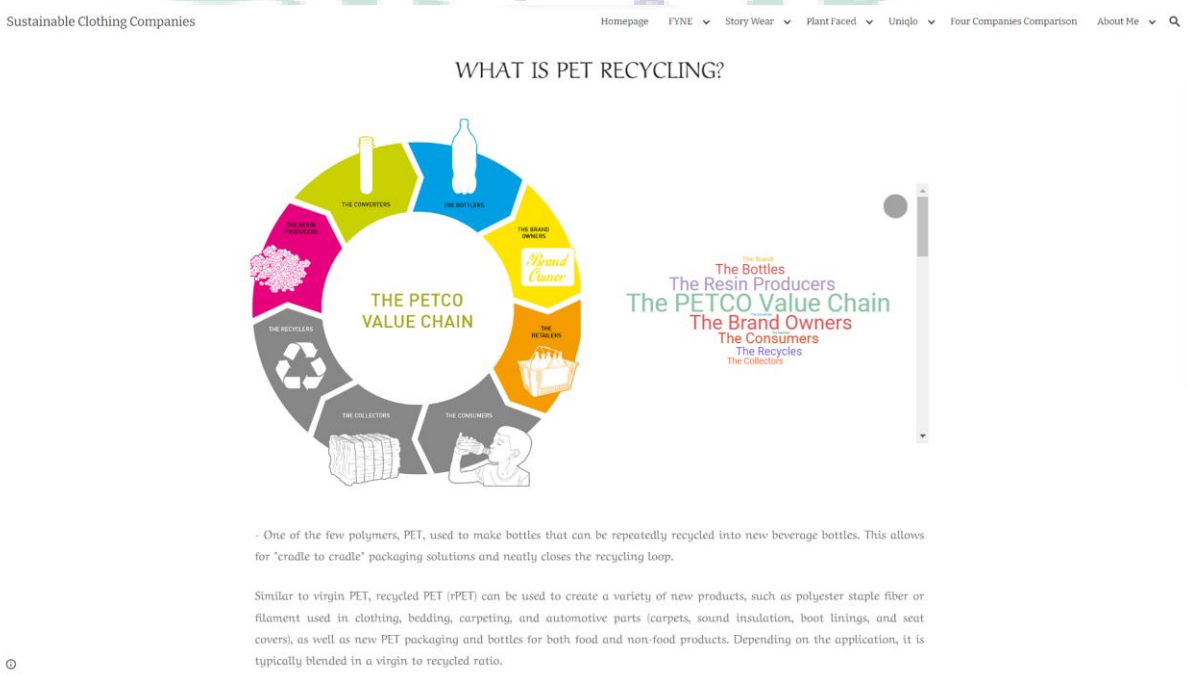 Sustainable Clothing Companies
Homepage FYNE Story Wear Plant Faced Uniqlo Four Companies Comparison About Me
WHAT IS PET RECYCLING?
THE CONVERTERS
THE BOTTLERS
THE RESIN
PRODUCERS
THE BRAND
OWNERS
Brand
Owner
THE PETCO
VALUE CHAIN
THE RECYCLERS
THE
RETAILERS
THE COLLECTORS
THE CONSUMERS
The Brand
The Bottles
The Resin Producers
The PETCO Value Chain
The Brand Owners
The Consumers
The Recycles
The Collectors
- One of the few polymers, PET, used to make bottles that can be repeatedly recycled into new beverage bottles. This allows
for "cradle to cradle" packaging solutions and neatly closes the recycling loop.
Similar to virgin PET, recycled PET (rPET) can be used to create a variety of new products, such as polyester staple fiber or
filament used in clothing, bedding, carpeting, and automotive parts (carpets, sound insulation, boot linings, and seat
covers), as well as new PET packaging and bottles for both food and non-food products. Depending on the application, it is
typically blended in a virgin to recycled ratio.